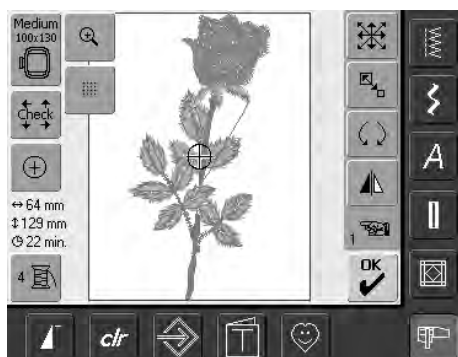 Medium
100x130
Check
64 mm
129 mm
22 min.
4
1
OK
A
clr
T